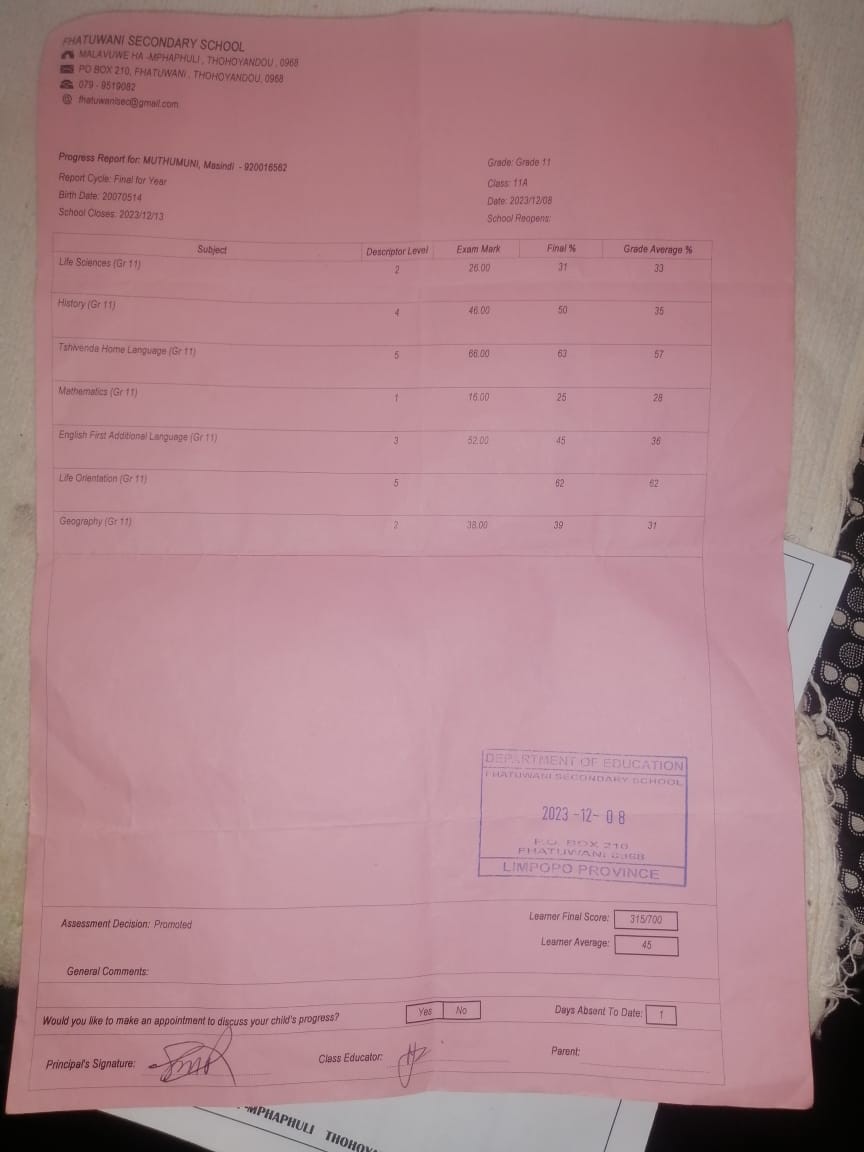 FHATUWANI SECONDARY SCHOOL
MALAVUWE HA -MPHAPHULI , THOHOYANDOU , 0968
PO BOX 210, FHATUWANI , THOHOYANDOU, 0968
079 - 9519082
fhatuwanisec@gmail.com
Progress Report for: MUTHUMUNI, Masindi - 920016562
Grade: Grade 11
Report Cycle: Final for Year
Class: 11A
Birth Date: 20070514
Date: 2023/12/08
School Closes: 2023/12/13
School Reopens:
Subject Descriptor Level Exam Mark Final % Grade Average %
Life Sciences (Gr 11) 2 26.00 31 33
History (Gr 11) 4 46.00 50 35
Tshivenda Home Language (Gr 11) 5 66.00 63 57
Mathematics (Gr 11) 1 16.00 25 28
English First Additional Language (Gr 11) 3 52.00 45 36
Life Orientation (Gr 11) 5 62 62
Geography (Gr 11) 2 38.00 39 31
DEPARTMENT OF EDUCATION
FHATUWANI SECONDARY SCHOOL
2023 -12- 08
P.O. BOX 210
FHATUWANI 0968
LIMPOPO PROVINCE
Assessment Decision: Promoted
Learner Final Score: 315/700
Learner Average: 45
General Comments:
Would you like to make an appointment to discuss your child's progress? Yes No
Days Absent To Date: 1
Principal's Signature:
Class Educator:
Parent:
MPHAPHULI